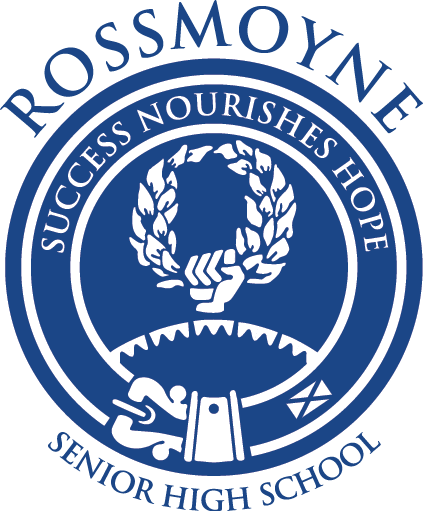 ROSSMOYNE
SUCCESS NOURISHES HOPE
SENIOR HIGH SCHOOL